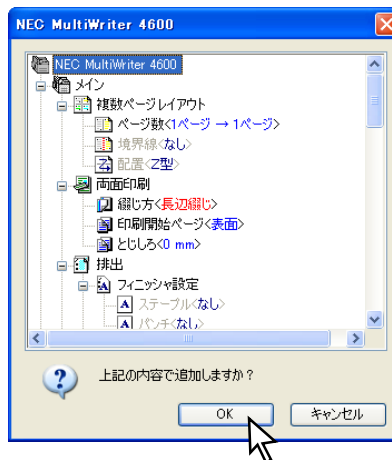 NEC MultiWriter 4600
NEC MultiWriter 4600
メイン
複数ページレイアウト
ページ数<1ページ → 1ページ>
境界線<なし>
配置<Z型>
両面印刷
綴じ方<長辺綴じ>
印刷開始ページ<表面>
とじしろ<0 mm>
排出
フィニッシャ設定
ステープル<なし>
パンチ<なし>
上記の内容で追加しますか？
OK
キャンセル